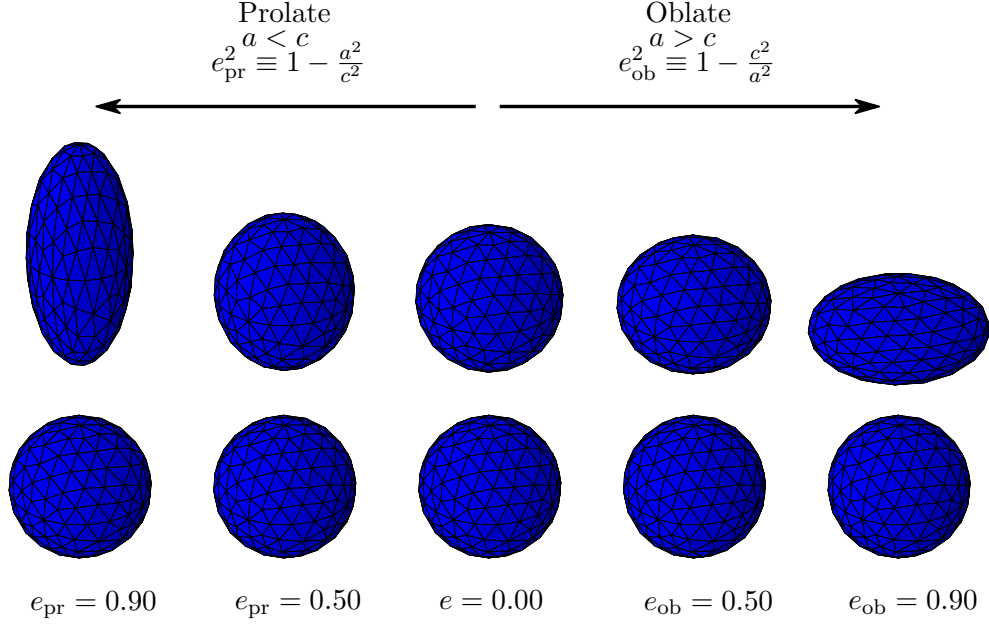 Prolate
a < c
e²_pr ≡ 1 − a²/c²
Oblate
a > c
e²_ob ≡ 1 − c²/a²
e_pr = 0.90
e_pr = 0.50
e = 0.00
e_ob = 0.50
e_ob = 0.90